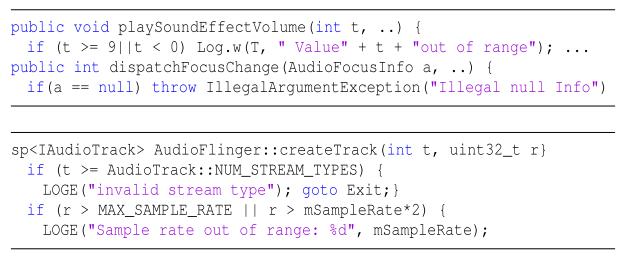 public void playSoundEffectVolume(int t, ..) {
if (t >= 9||t < 0) Log.w(T, " Value" + t + "out of range"); ...
public int dispatchFocusChange(AudioFocusInfo a, ..) {
if(a == null) throw IllegalArgumentException("Illegal null Info")
sp<IAudioTrack> AudioFlinger::createTrack(int t, uint32_t r}
if (t >= AudioTrack::NUM_STREAM_TYPES) {
LOGE("invalid stream type"); goto Exit;}
if (r > MAX_SAMPLE_RATE || r > mSampleRate*2) {
LOGE("Sample rate out of range: %d", mSampleRate);